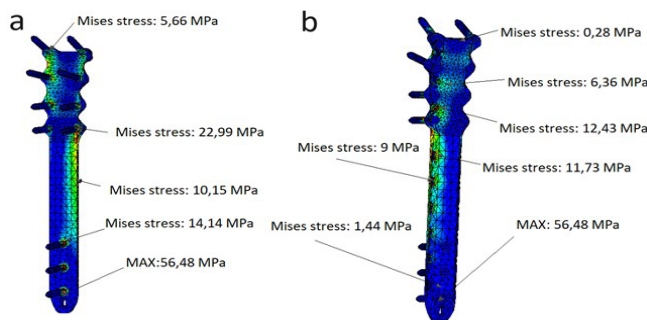 a
Mises stress: 5,66 MPa
Mises stress: 22,99 MPa
Mises stress: 10,15 MPa
Mises stress: 14,14 MPa
MAX:56,48 MPa
b
Mises stress: 0,28 MPa
Mises stress: 6,36 MPa
Mises stress: 12,43 MPa
Mises stress: 9 MPa
Mises stress: 11,73 MPa
Mises stress: 1,44 MPa
MAX: 56,48 MPa